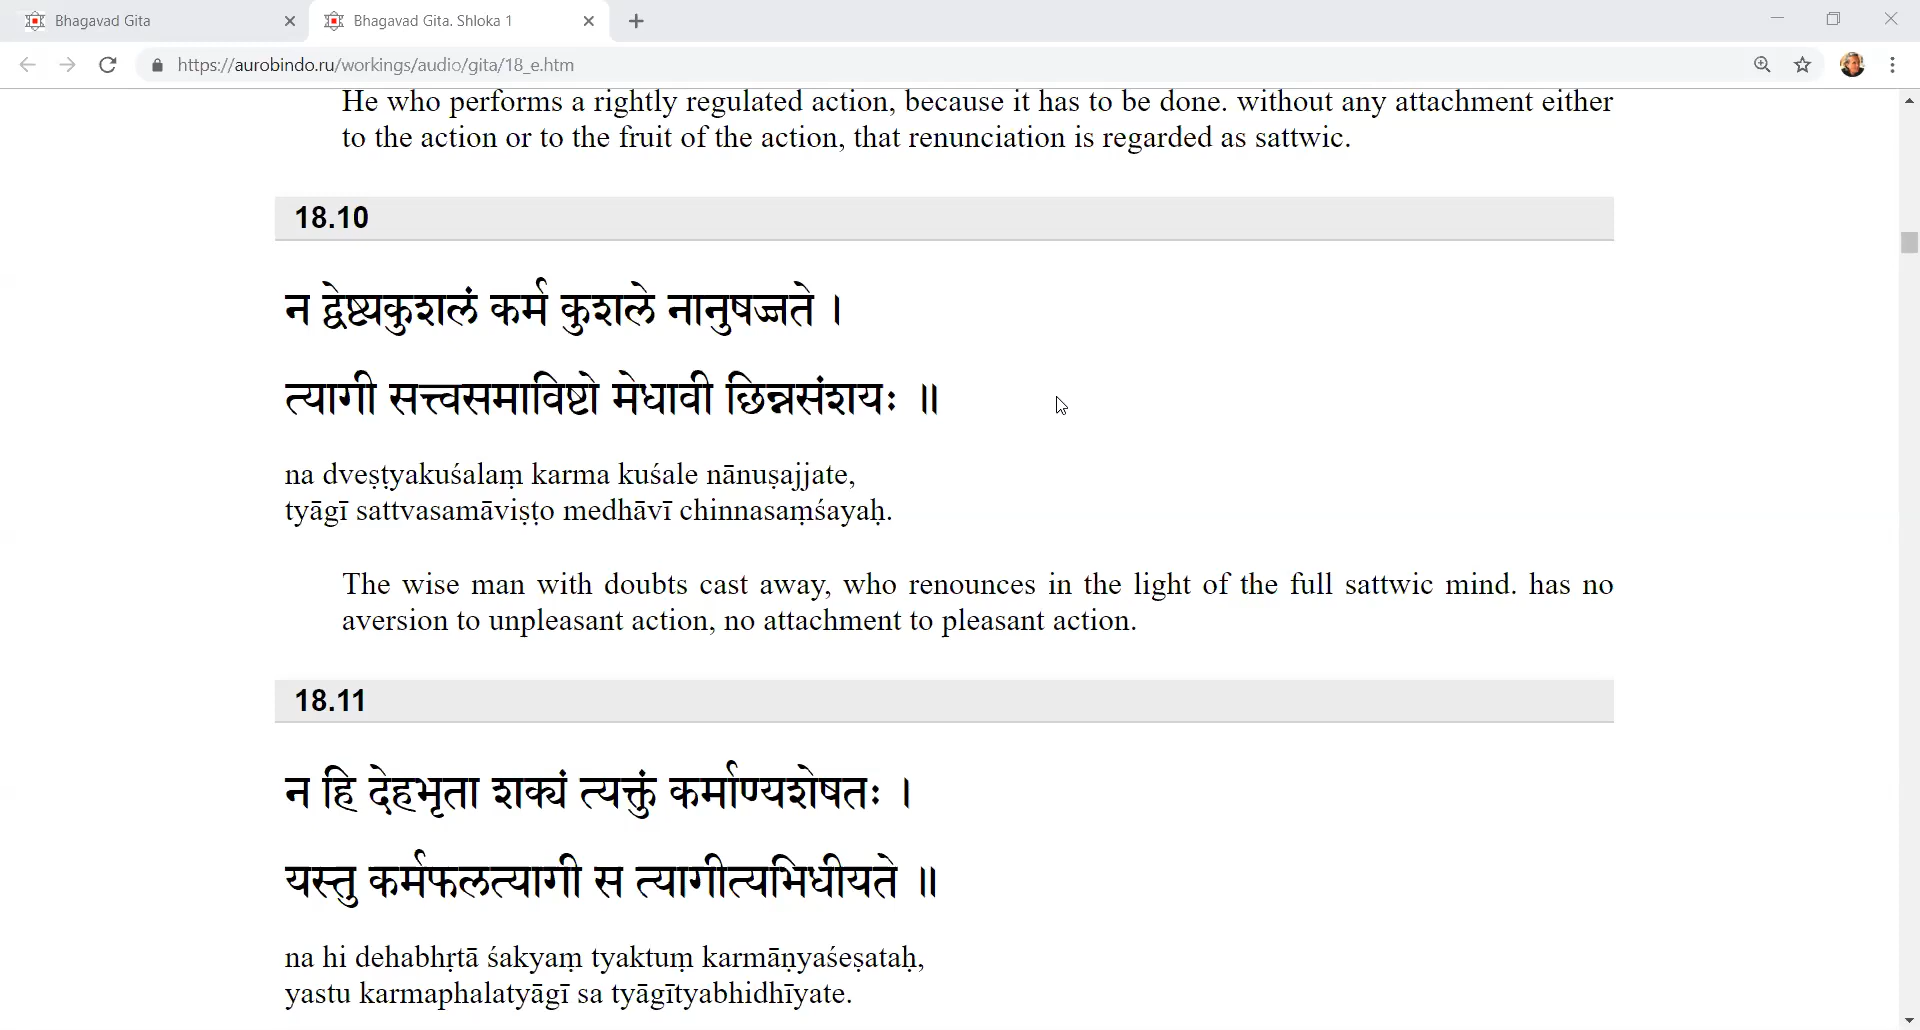 Bhagavad Gita
Bhagavad Gita. Shloka 1
https://aurobindo.ru/workings/audio/gita/18_e.htm
He who performs a rightly regulated action, because it has to be done. without any attachment either
to the action or to the fruit of the action, that renunciation is regarded as sattwic.
18.10
न द्वेष्ट्यकुशलं कर्म कुशले नानुषज्जते ।
त्यागी सत्त्वसमाविष्टो मेधावी छिन्नसंशयः ॥
na dveṣṭyakuśalaṃ karma kuśale nānuṣajjate,
tyāgī sattvasamāviṣṭo medhāvī chinnasaṃśayaḥ.
The wise man with doubts cast away, who renounces in the light of the full sattwic mind. has no
aversion to unpleasant action, no attachment to pleasant action.
18.11
न हि देहभृता शक्यं त्यक्तुं कर्माण्यशेषतः ।
यस्तु कर्मफलत्यागी स त्यागीत्यभिधीयते ॥
na hi dehabhṛtā śakyaṃ tyaktuṃ karmāṇyaśeṣataḥ,
yastu karmaphalatyāgī sa tyāgītyabhidhīyate.